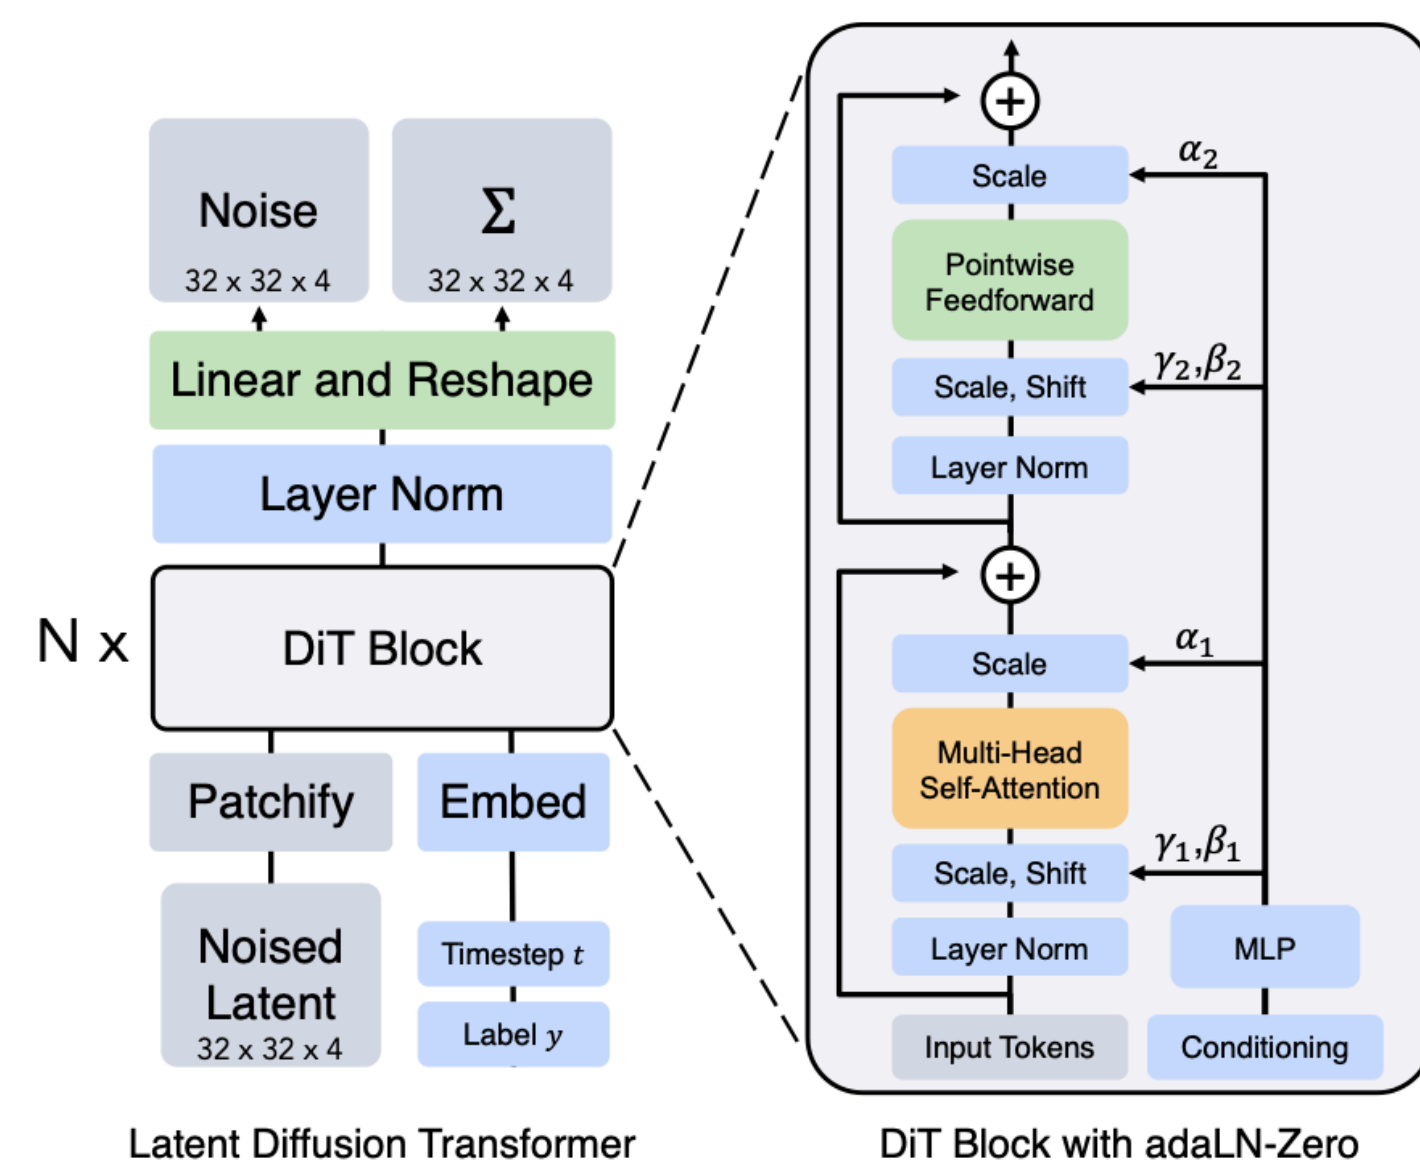 Noise
32 x 32 x 4
Σ
32 x 32 x 4
Linear and Reshape
Layer Norm
N x
DiT Block
Patchify
Embed
Noised
Latent
32 x 32 x 4
Timestep t
Label y
Latent Diffusion Transformer
+
Scale
α₂
Pointwise
Feedforward
Scale, Shift
γ₂,β₂
Layer Norm
+
Scale
α₁
Multi-Head
Self-Attention
Scale, Shift
γ₁,β₁
Layer Norm
MLP
Input Tokens
Conditioning
DiT Block with adaLN-Zero